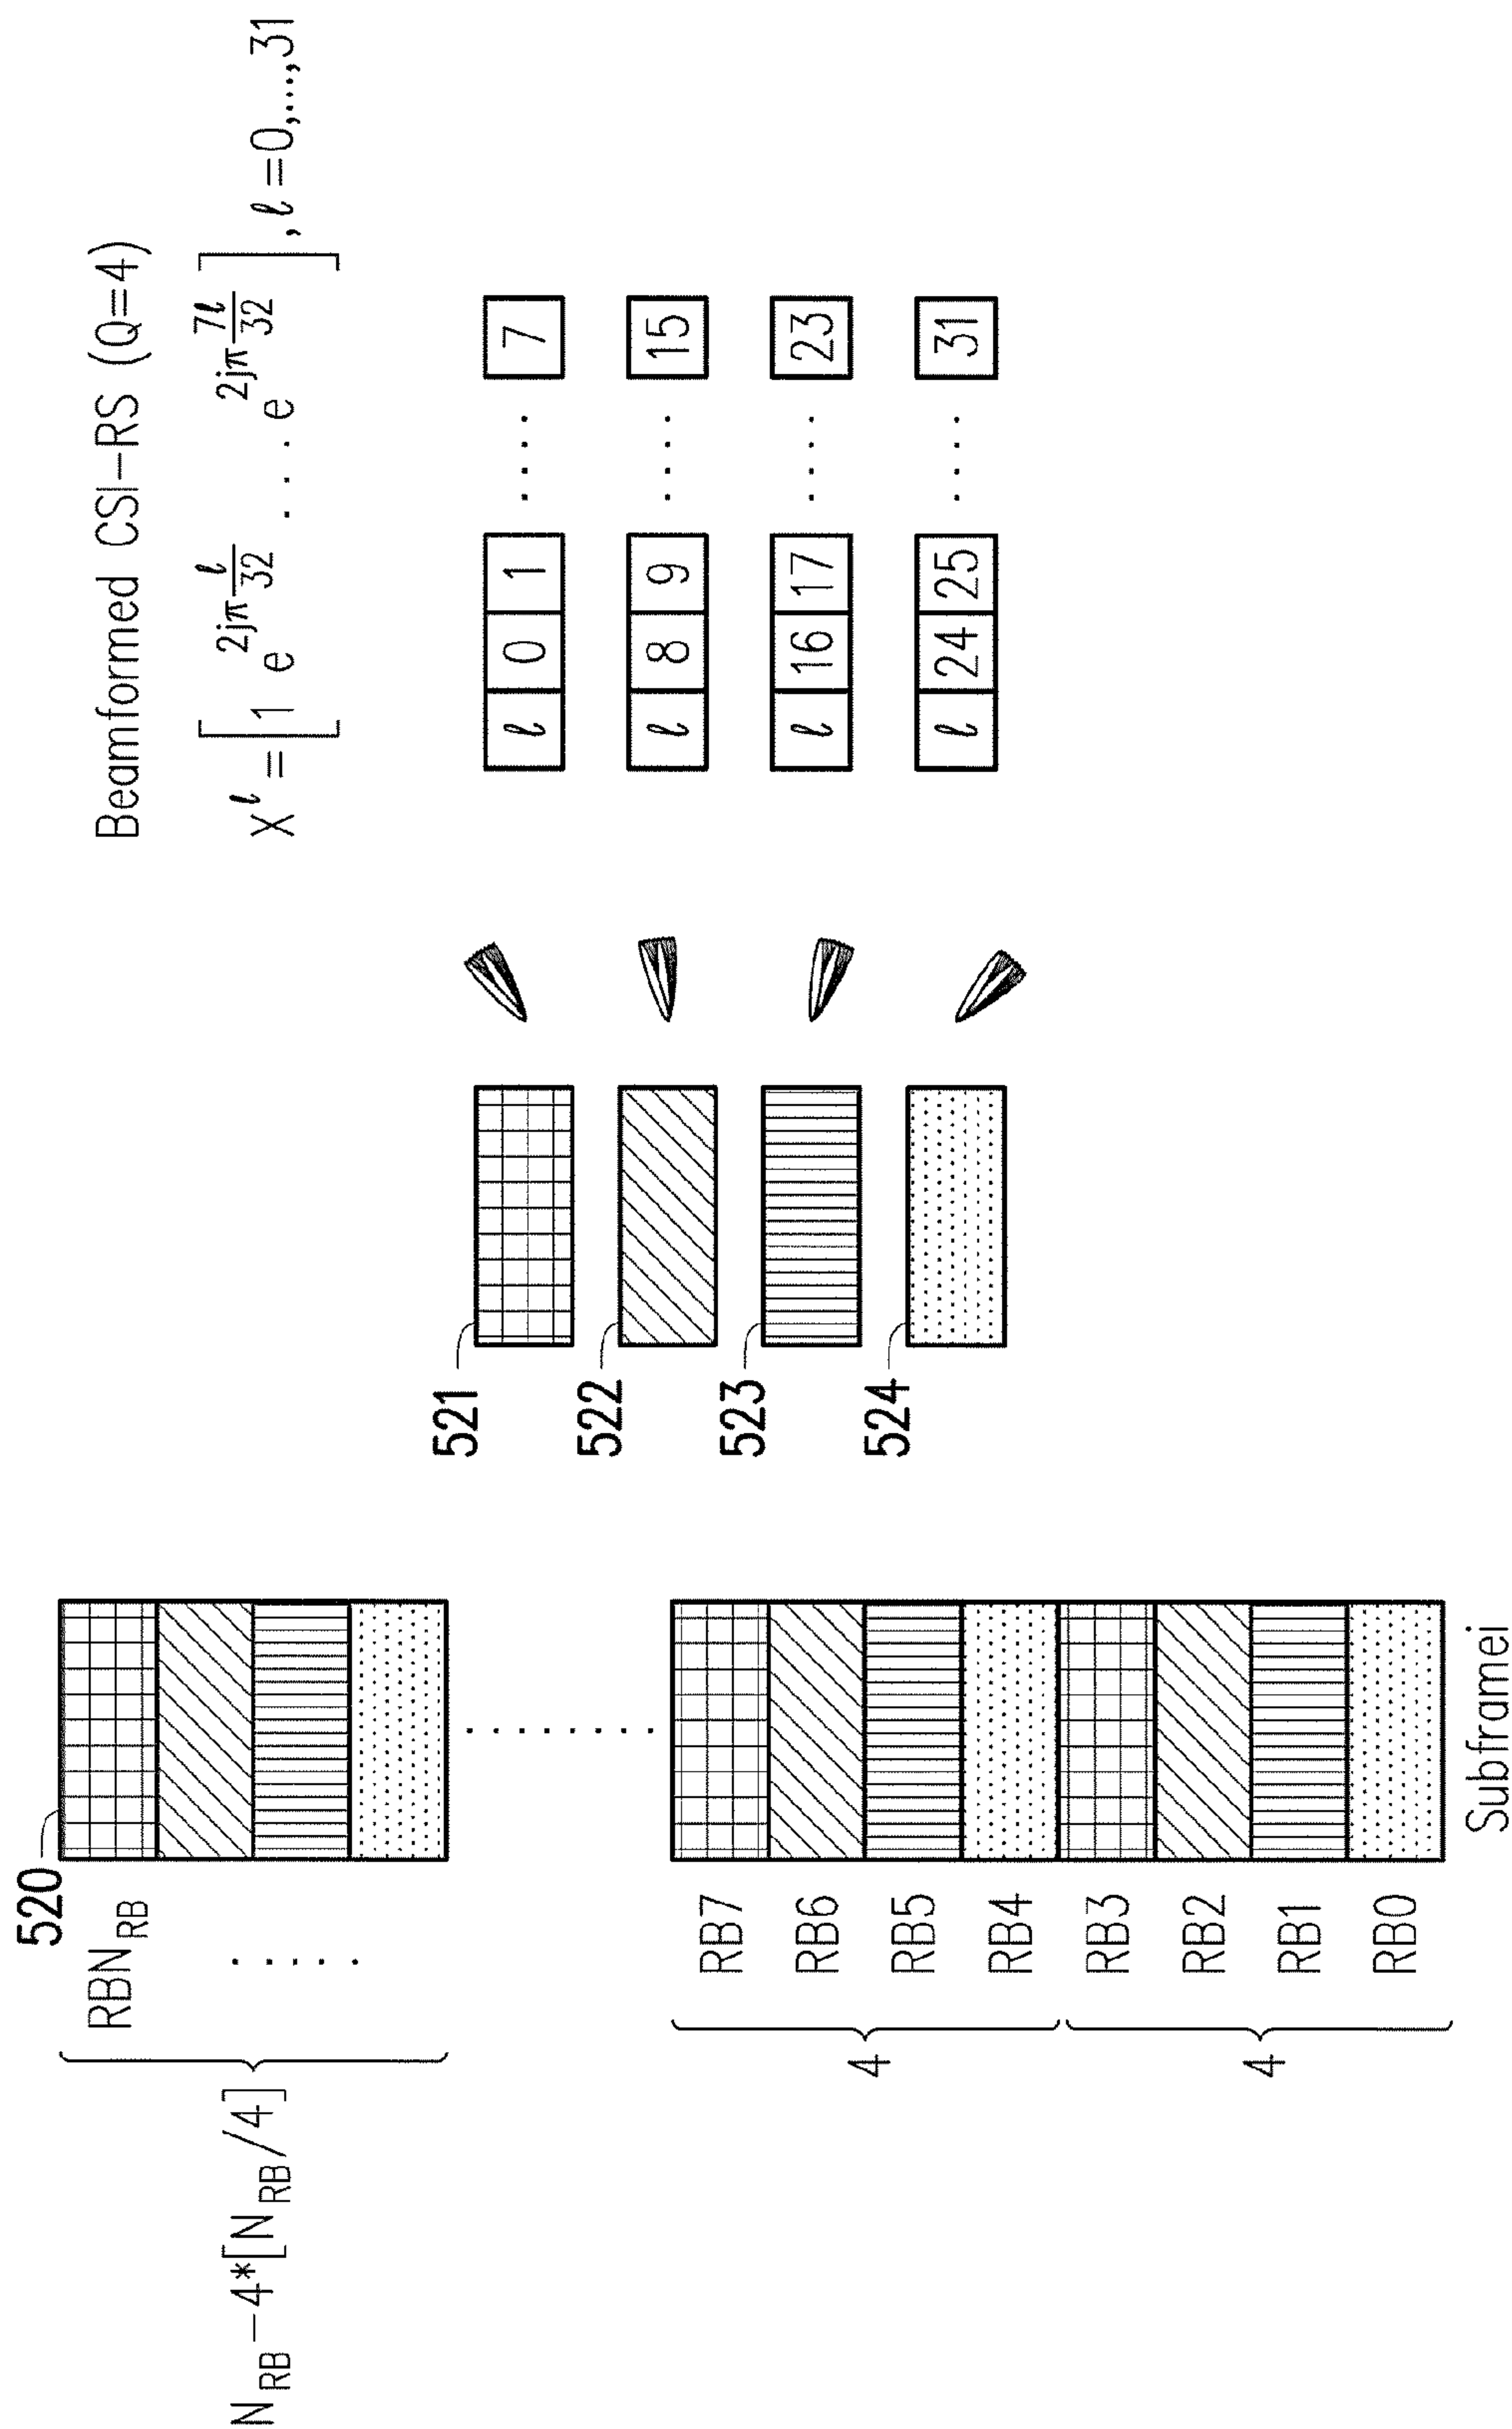 Beamformed CSI-RS (Q=4)
Xˡ = [1 e^{2jπ ℓ/32} . . . e^{2jπ 7ℓ/32}], ℓ=0,...,31
520
RBN_RB
.....
N_RB-4*[N_RB/4]
521
ℓ 0 1 .... 7
522
ℓ 8 9 .... 15
523
ℓ 16 17 .... 23
524
ℓ 24 25 .... 31
RB7
RB6
RB5
RB4
4
RB3
RB2
RB1
RB0
4
Subframei